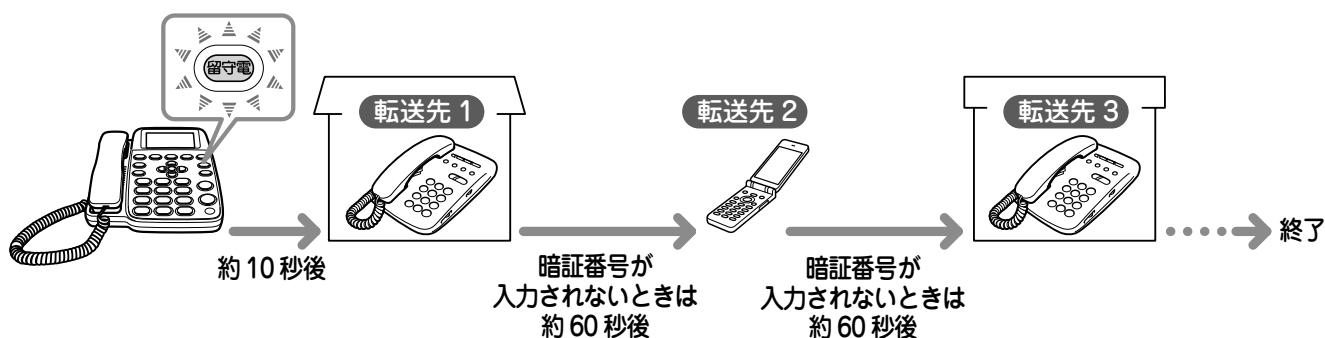 留守電
転送先 1
転送先 2
転送先 3
終了
約 10 秒後
暗証番号が
入力されないときは
約 60 秒後
暗証番号が
入力されないときは
約 60 秒後